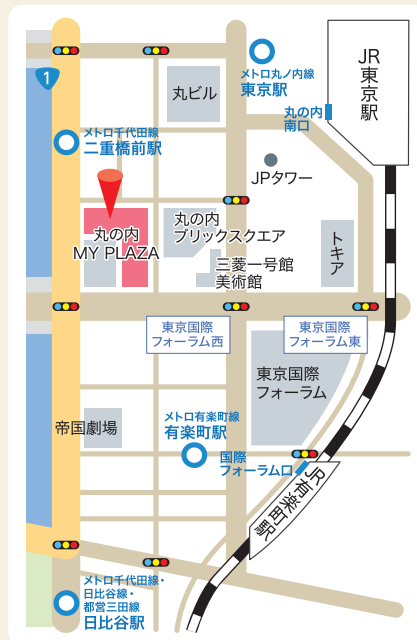 1
メトロ丸ノ内線
東京駅
JR東京駅
丸ビル
丸の内
南口
メトロ千代田線
二重橋前駅
JPタワー
丸の内
MY PLAZA
丸の内
ブリックスクエア
トキア
三菱一号館
美術館
東京国際
フォーラム西
東京国際
フォーラム東
東京国際
フォーラム
帝国劇場
メトロ有楽町線
有楽町駅
国際
フォーラム口
JR有楽町駅
メトロ千代田線・
日比谷線・
都営三田線
日比谷駅